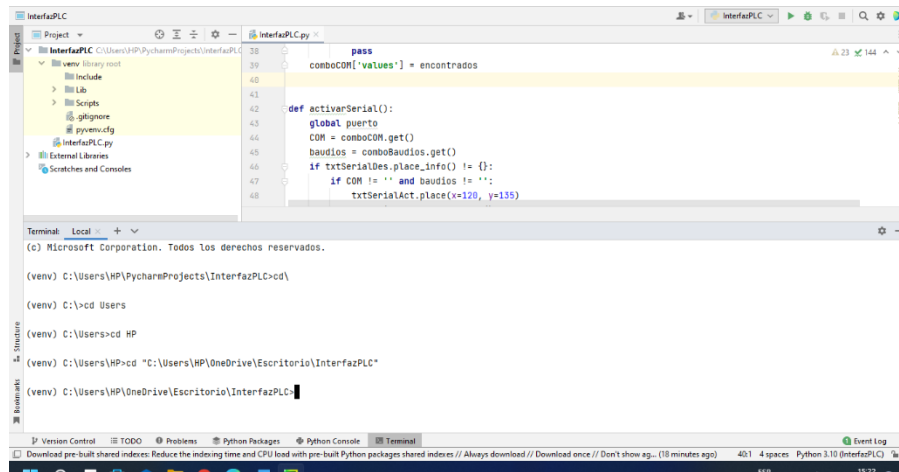 InterfazPLC
InterfazPLC
Project
InterfazPLC.py
InterfazPLC C:\Users\HP\PycharmProjects\InterfazPLC
venv library root
Include
Lib
Scripts
.gitignore
pyvenv.cfg
InterfazPLC.py
External Libraries
Scratches and Consoles
Project
23 144
38 pass
39 comboCOM['values'] = encontrados
40
41
42 def activarSerial():
43 global puerto
44 COM = comboCOM.get()
45 baudios = comboBaudios.get()
46 if txtSerialDes.place_info() != {}:
47 if COM != '' and baudios != '':
48 txtSerialAct.place(x=120, y=135)
Terminal: Local
(c) Microsoft Corporation. Todos los derechos reservados.
(venv) C:\Users\HP\PycharmProjects\InterfazPLC>cd\
(venv) C:\>cd Users
(venv) C:\Users>cd HP
(venv) C:\Users\HP>cd "C:\Users\HP\OneDrive\Escritorio\InterfazPLC"
(venv) C:\Users\HP\OneDrive\Escritorio\InterfazPLC>
Structure
Bookmarks
Version Control TODO Problems Python Packages Python Console Terminal Event Log
Download pre-built shared indexes: Reduce the indexing time and CPU load with pre-built Python packages shared indexes // Always download // Download once // Don't show ag... (18 minutes ago) 40:1 4 spaces Python 3.10 (InterfazPLC)